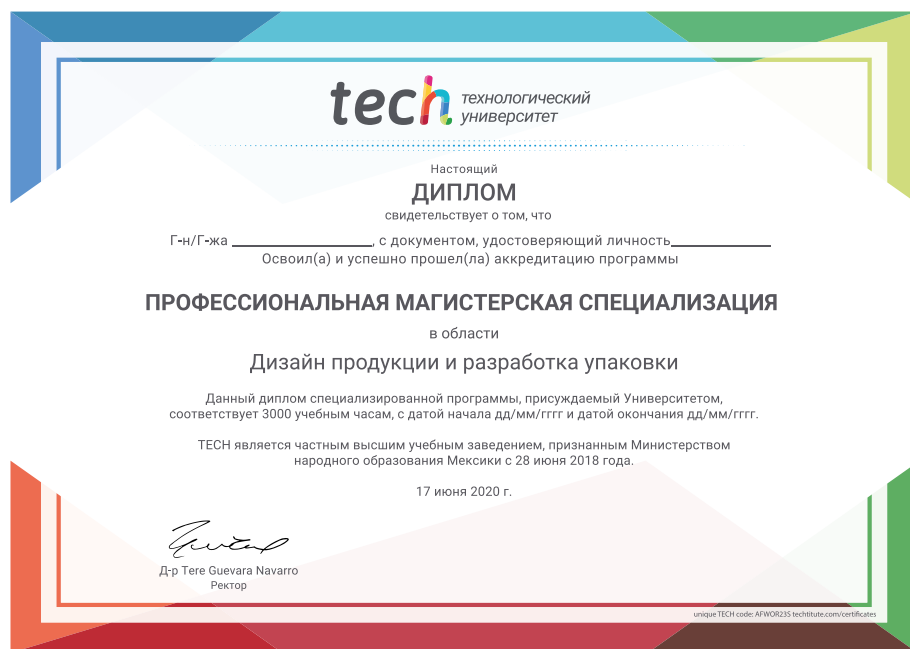 tech технологический
университет
Настоящий
ДИПЛОМ
свидетельствует о том, что
Г-н/Г-жа ____________________, с документом, удостоверяющий личность______________
Освоил(а) и успешно прошел(ла) аккредитацию программы
ПРОФЕССИОНАЛЬНАЯ МАГИСТЕРСКАЯ СПЕЦИАЛИЗАЦИЯ
в области
Дизайн продукции и разработка упаковки
Данный диплом специализированной программы, присуждаемый Университетом,
соответствует 3000 учебным часам, с датой начала дд/мм/гггг и датой окончания дд/мм/гггг.
TECH является частным высшим учебным заведением, признанным Министерством
народного образования Мексики с 28 июня 2018 года.
17 июня 2020 г.
Д-р Tere Guevara Navarro
Ректор
unique TECH code: AFWOR23S techtitute.com/certificates